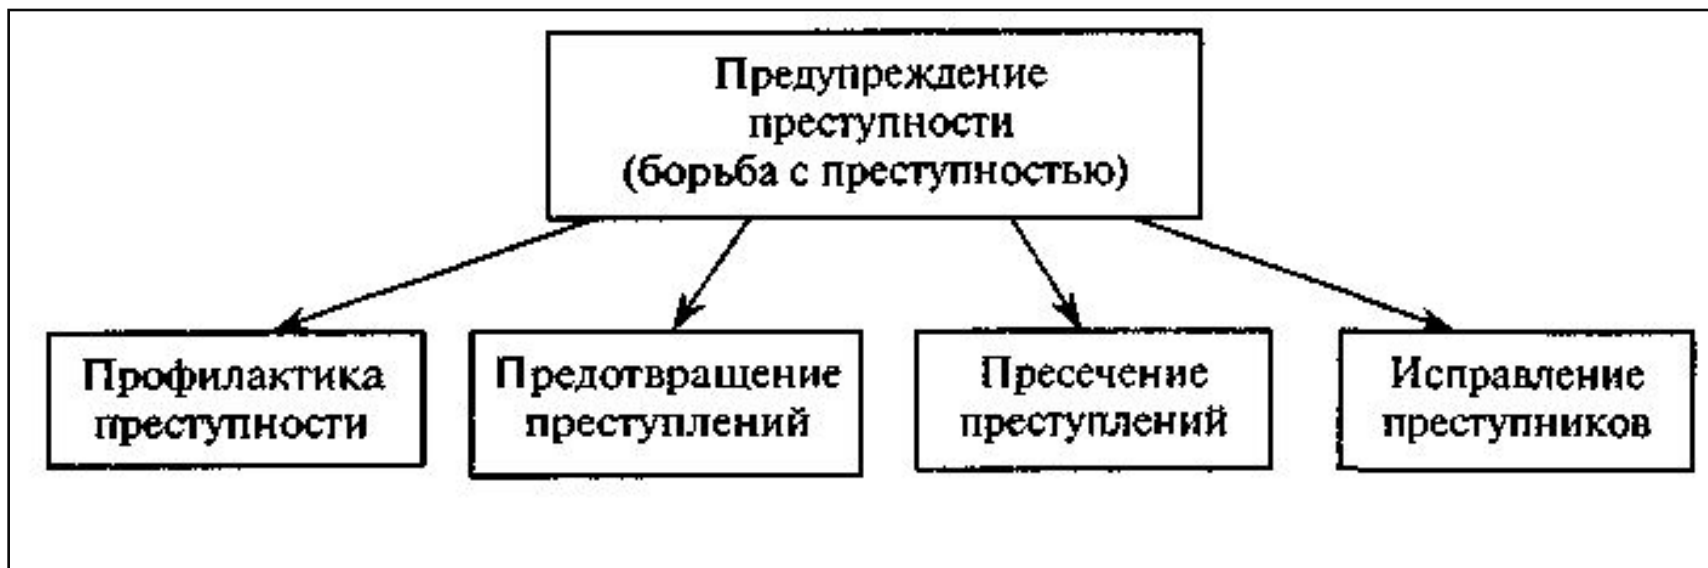 Предупреждение
преступности
(борьба с преступностью)
Профилактика
преступности
Предотвращение
преступлений
Пресечение
преступлений
Исправление
преступников